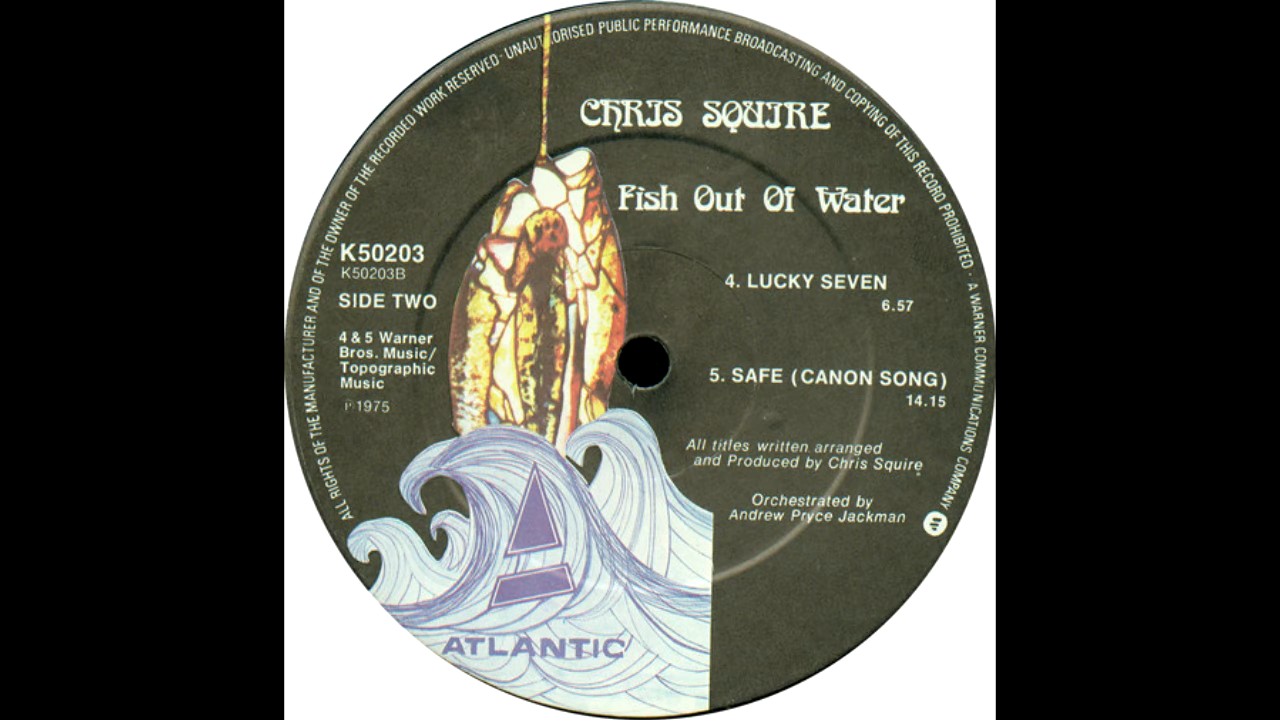 ALL RIGHTS OF THE MANUFACTURER AND OF THE OWNER OF THE RECORDED WORK RESERVED · UNAUTHORISED PUBLIC PERFORMANCE BROADCASTING AND COPYING OF THIS RECORD PROHIBITED · A WARNER COMMUNICATIONS COMPANY
CHRIS SQUIRE
Fish Out Of Water
K50203
K50203B
SIDE TWO
4 & 5 Warner
Bros. Music/
Topographic
Music
℗ 1975
4. LUCKY SEVEN
6.57
5. SAFE (CANON SONG)
14.15
All titles written arranged
and Produced by Chris Squire
Orchestrated by
Andrew Pryce Jackman
ATLANTIC